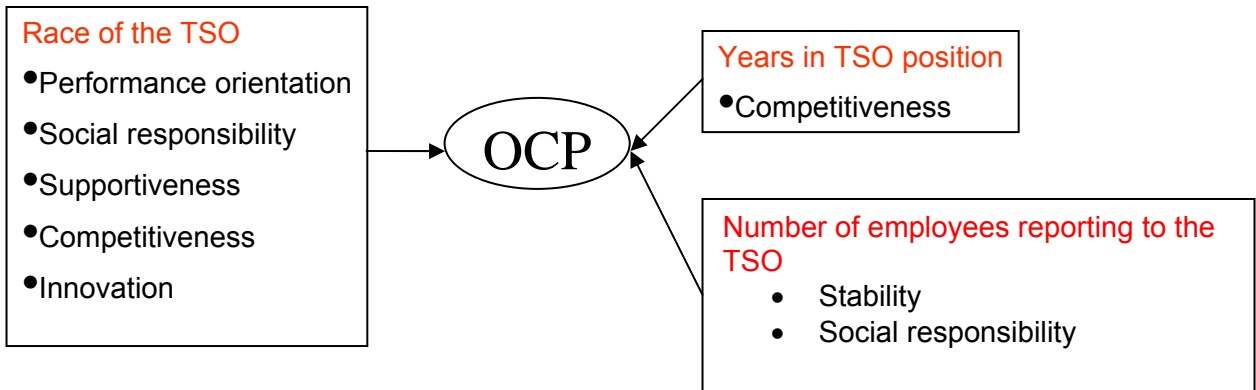 Race of the TSO
•Performance orientation
•Social responsibility
•Supportiveness
•Competitiveness
•Innovation
OCP
Years in TSO position
•Competitiveness
Number of employees reporting to the
TSO
• Stability
• Social responsibility